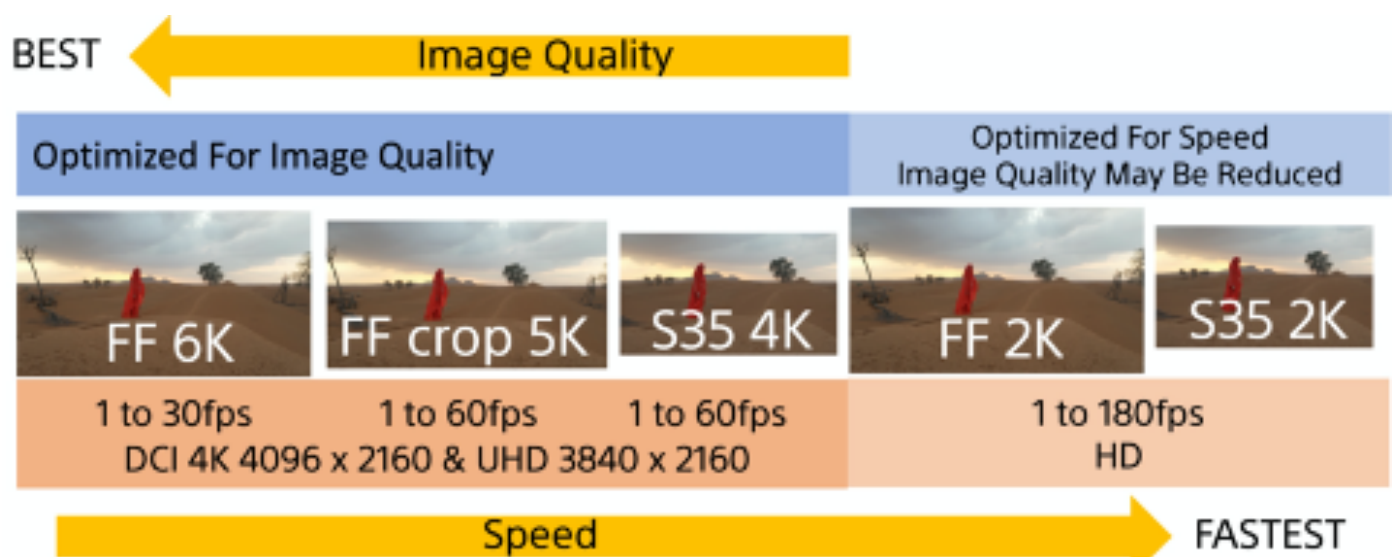 BEST
Image Quality
Optimized For Image Quality
Optimized For Speed
Image Quality May Be Reduced
FF 6K
FF crop 5K
S35 4K
FF 2K
S35 2K
1 to 30fps
1 to 60fps
1 to 60fps
1 to 180fps
DCI 4K 4096 x 2160 & UHD 3840 x 2160
HD
Speed
FASTEST